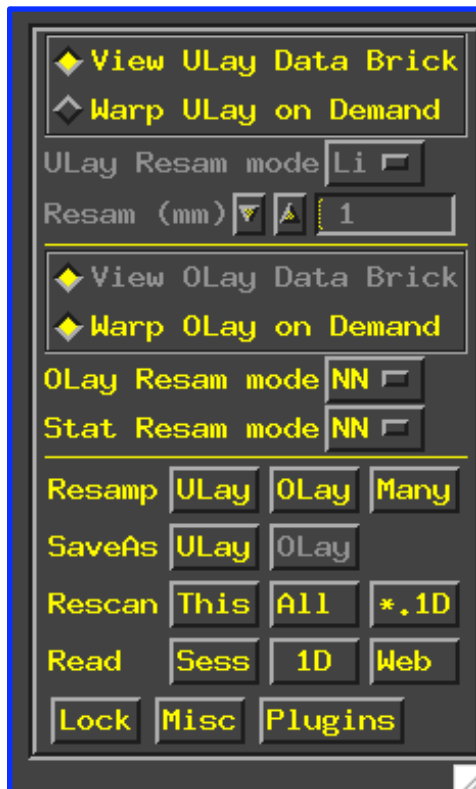 View ULay Data Brick
Warp ULay on Demand
ULay Resam mode Li
Resam (mm) 1
View OLay Data Brick
Warp OLay on Demand
OLay Resam mode NN
Stat Resam mode NN
Resamp ULay OLay Many
SaveAs ULay OLay
Rescan This All *.1D
Read Sess 1D Web
Lock Misc Plugins